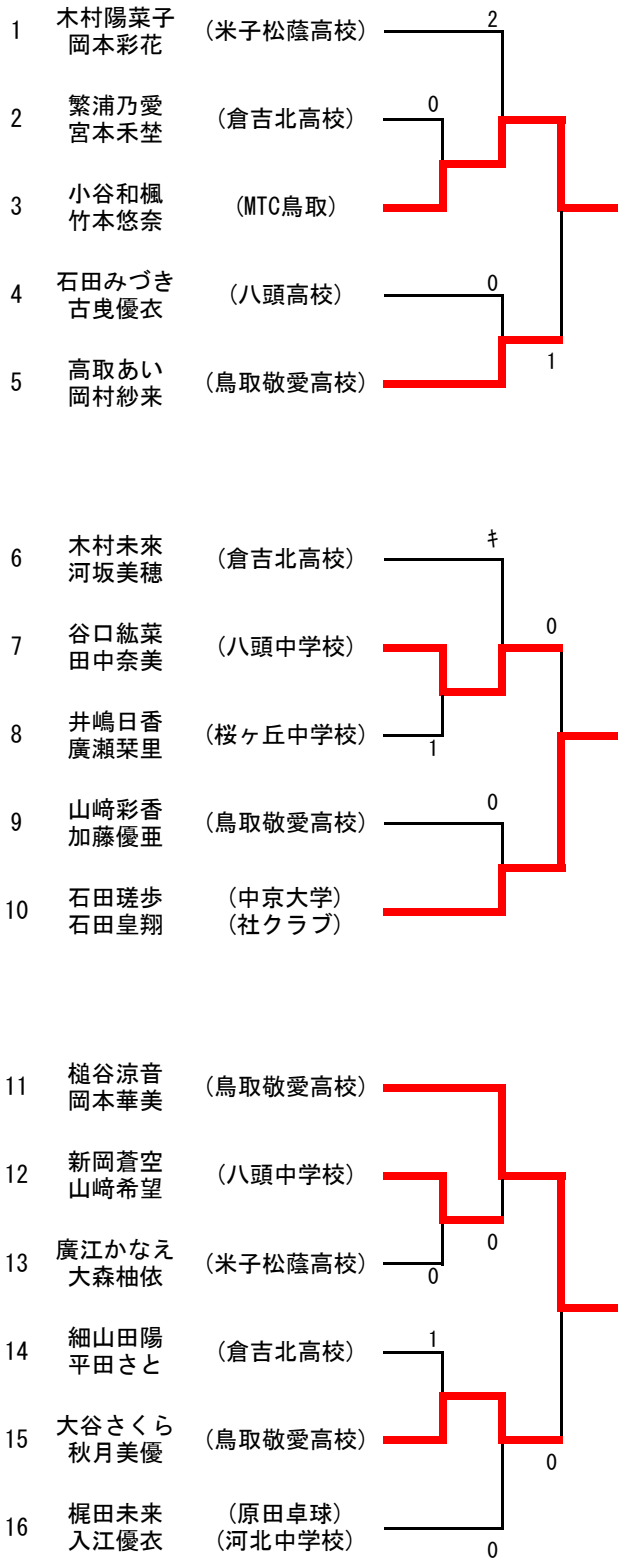 木村陽菜子
1 (米子松蔭高校) 2
岡本彩花
繁浦乃愛
2 (倉吉北高校) 0
宮本禾埜
小谷和楓
3 (MTC鳥取)
竹本悠奈
石田みづき
4 (八頭高校) 0
古曵優衣
高取あい
5 (鳥取敬愛高校) 1
岡村紗来
木村未來
6 (倉吉北高校) キ
河坂美穂
谷口紘菜
7 (八頭中学校) 0
田中奈美
井嶋日香
8 (桜ヶ丘中学校) 1
廣瀬栞里
山﨑彩香
9 (鳥取敬愛高校) 0
加藤優亜
石田瑳歩 (中京大学)
10
石田皇翔 (社クラブ)
槌谷涼音
11 (鳥取敬愛高校)
岡本華美
新岡蒼空
12 (八頭中学校) 0
山﨑希望
廣江かなえ
13 (米子松蔭高校) 0
大森柚依
細山田陽
14 (倉吉北高校) 1
平田さと
大谷さくら
15 (鳥取敬愛高校) 0
秋月美優
梶田未来 (原田卓球)
16
入江優衣 (河北中学校) 0